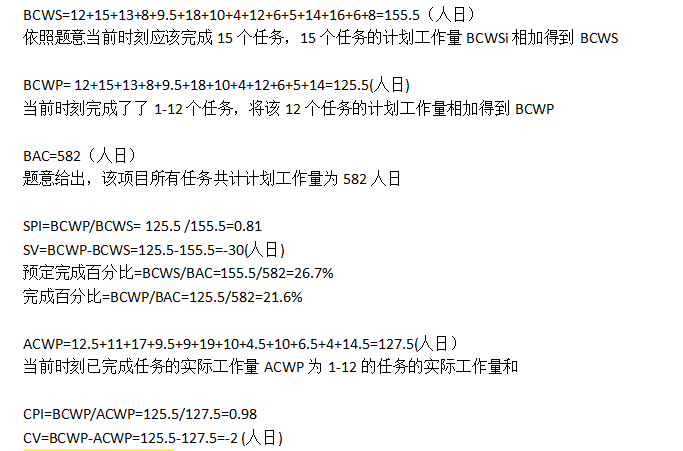 BCWS=12+15+13+8+9.5+18+10+4+12+6+5+14+16+6+8=155.5（人日）
依照题意当前时刻应该完成 15 个任务，15 个任务的计划工作量 BCWSi 相加得到 BCWS
BCWP= 12+15+13+8+9.5+18+10+4+12+6+5+14=125.5(人日)
当前时刻完成了了 1-12 个任务，将该 12 个任务的计划工作量相加得到 BCWP
BAC=582（人日）
题意给出，该项目所有任务共计计划工作量为 582 人日
SPI=BCWP/BCWS= 125.5 /155.5=0.81
SV=BCWP-BCWS=125.5-155.5=-30(人日)
预定完成百分比=BCWS/BAC=155.5/582=26.7%
完成百分比=BCWP/BAC=125.5/582=21.6%
ACWP=12.5+11+17+9.5+9+19+10+4.5+10+6.5+4+14.5=127.5(人日）
当前时刻已完成任务的实际工作量 ACWP 为 1-12 的任务的实际工作量和
CPI=BCWP/ACWP=125.5/127.5=0.98
CV=BCWP-ACWP=125.5-127.5=-2 (人日)